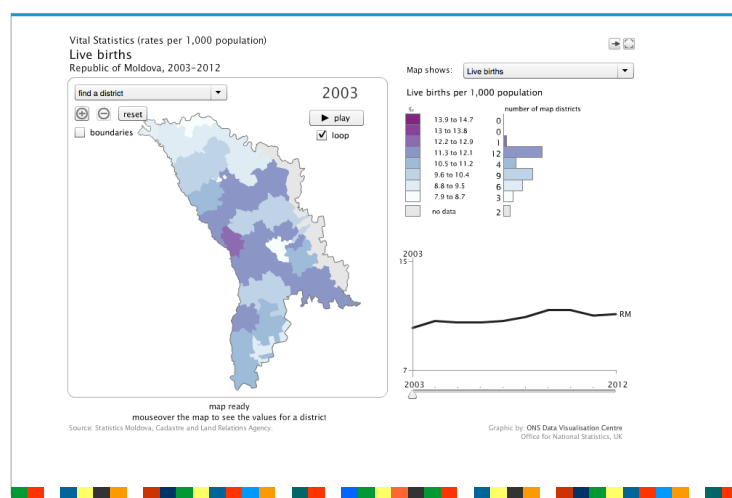 Vital Statistics (rates per 1,000 population)
Live births
Republic of Moldova, 2003-2012
find a district
2003
reset
play
boundaries
loop
map ready
mouseover the map to see the values for a district
Source: Statistics Moldova, Cadastre and Land Relations Agency.
Map shows: Live births
Live births per 1,000 population
‰ number of map districts
13.9 to 14.7 0
13 to 13.8 0
12.2 to 12.9 1
11.3 to 12.1 12
10.5 to 11.2 4
9.6 to 10.4 9
8.8 to 9.5 6
7.9 to 8.7 3
no data 2
2003
15
RM
7
2003 2012
Graphic by: ONS Data Visualisation Centre
Office for National Statistics, UK